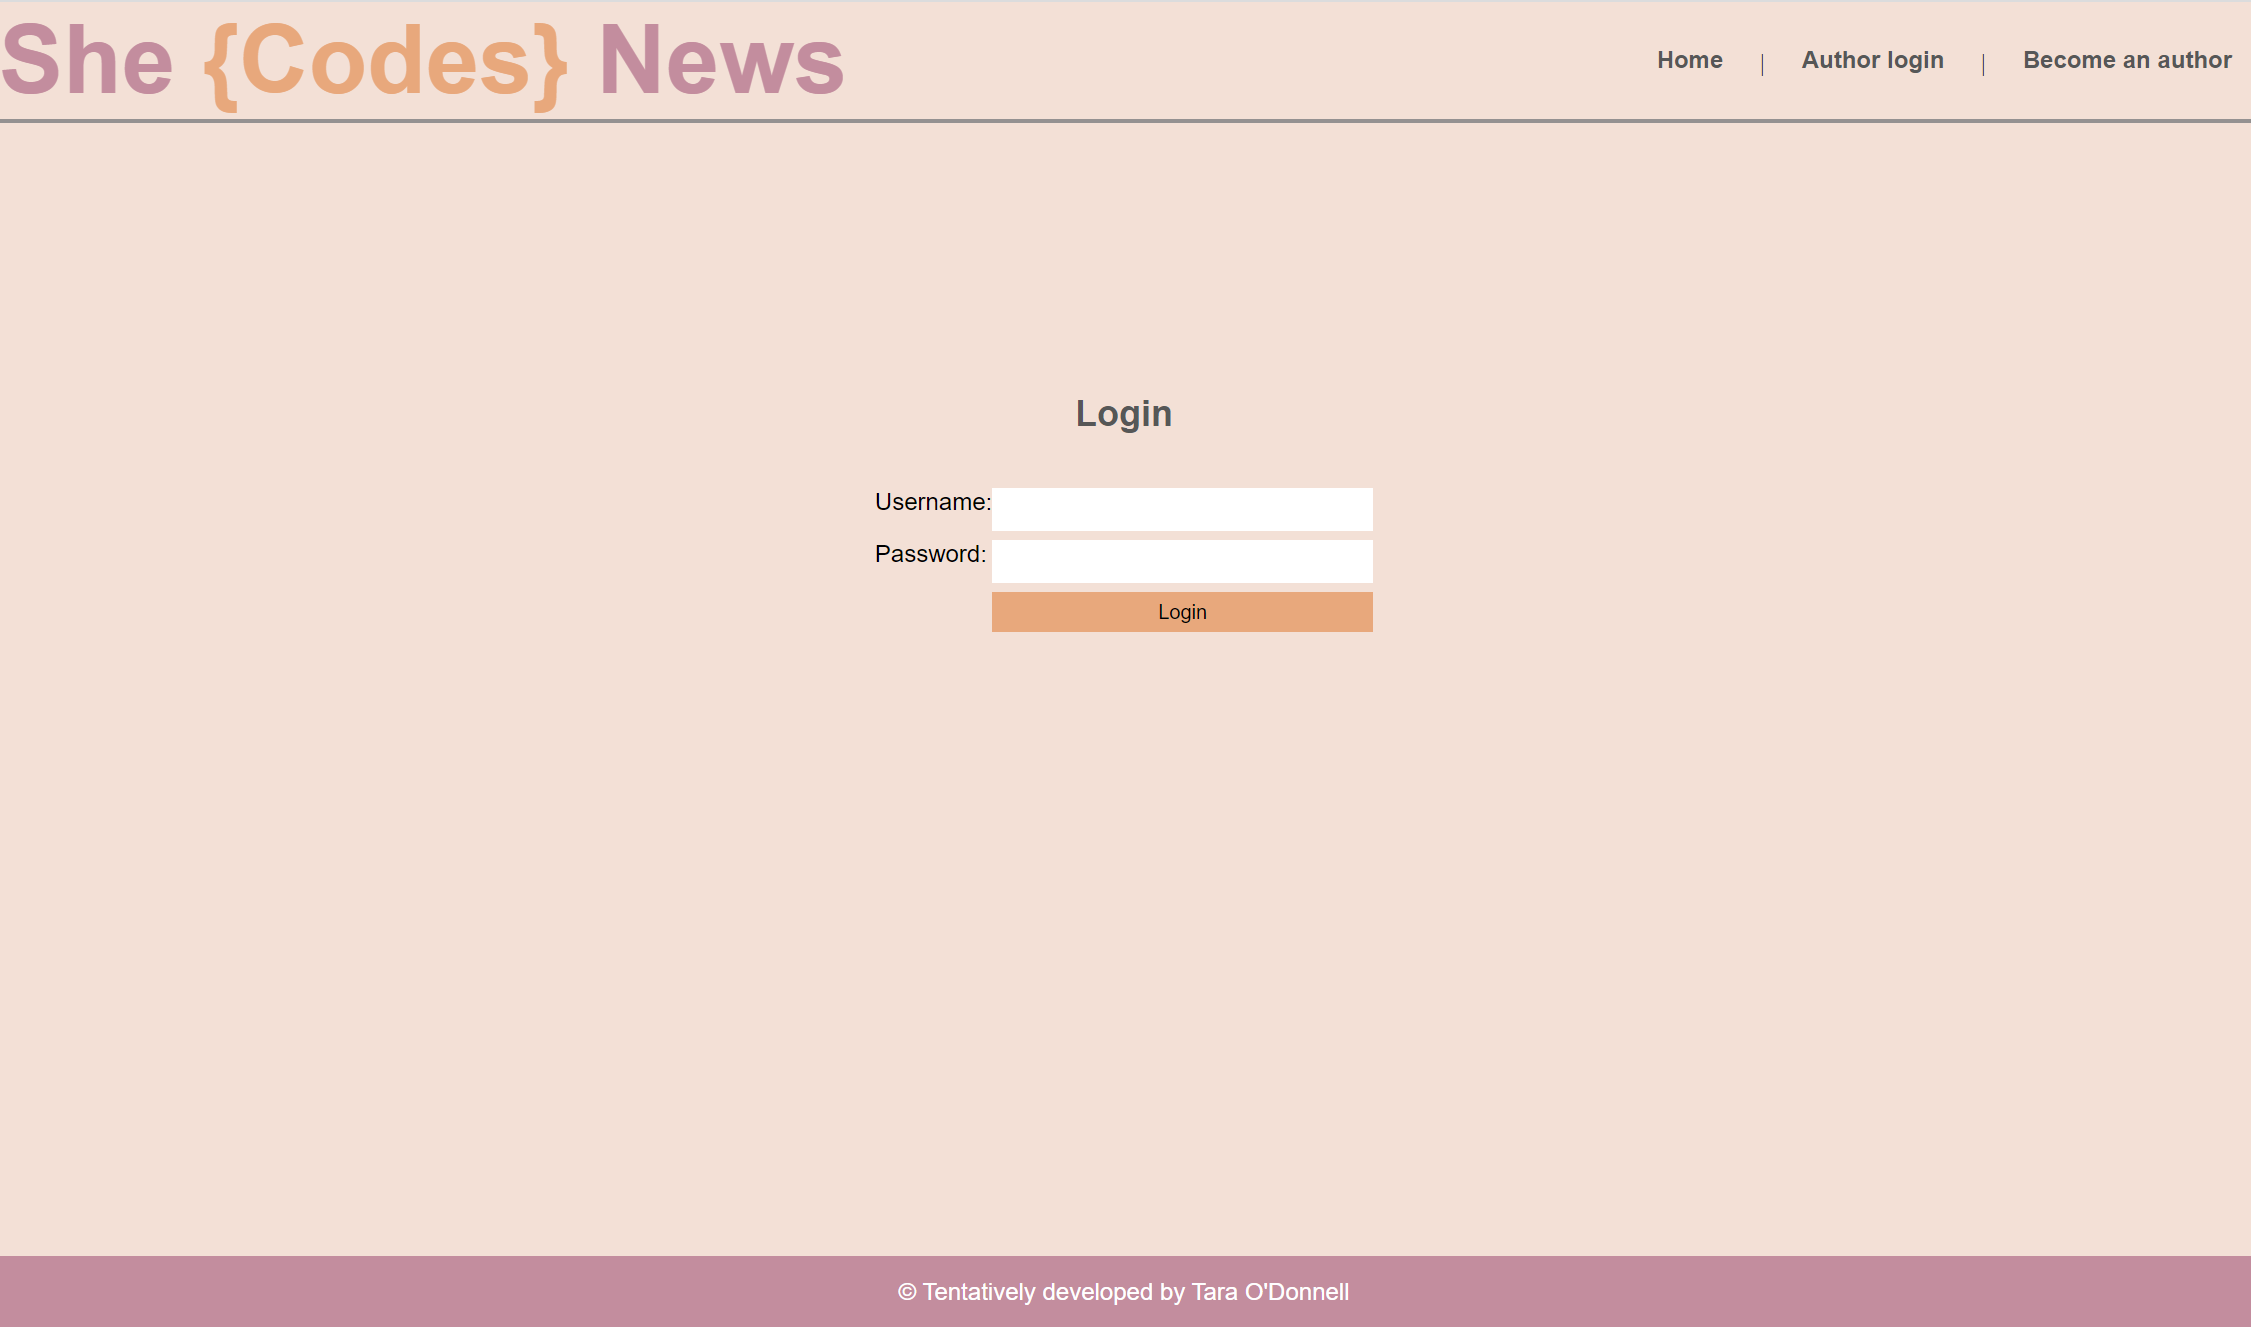 She {Codes} News
Home | Author login | Become an author
Login
Username:
Password:
Login
© Tentatively developed by Tara O'Donnell